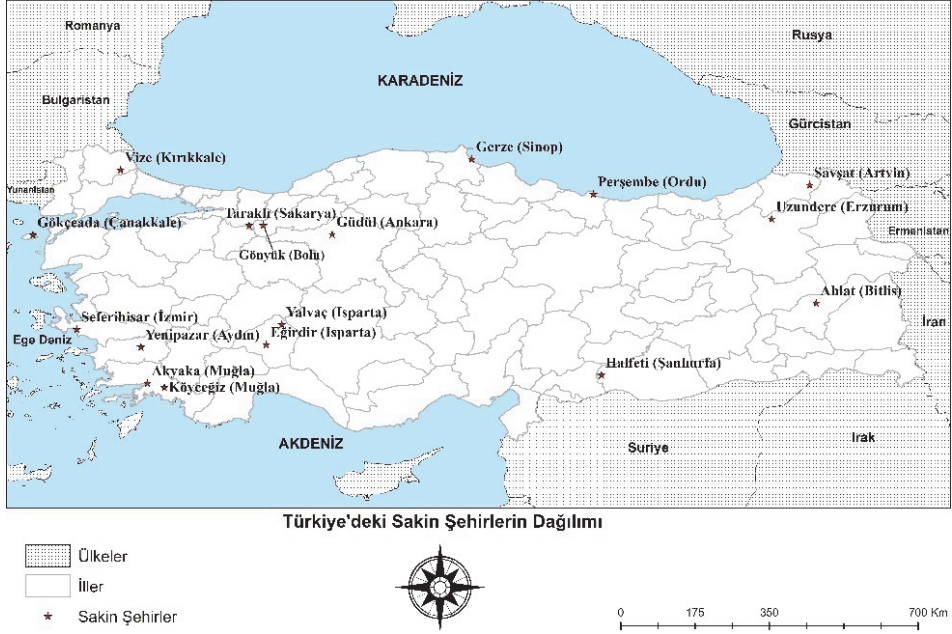 Romanya
Rusya
KARADENİZ
Bulgaristan
Gürcistan
Gerze (Sinop)
Vize (Kırıkkale)
Savşat (Artvin)
Yunanistan
Perşembe (Ordu)
Uzundere (Erzurum)
Gökçeada (Çanakkale)
Taraklı (Sakarya)
Güdül (Ankara)
Ermenistan
Gönyük (Bolu)
Ahlat (Bitlis)
Seferihisar (İzmir)
Yalvaç (Isparta)
İran
Ege Deniz
Yenipazar (Aydın)
Eğirdir (Isparta)
Akyaka (Muğla)
Halfeti (Şanlıurfa)
Köyceğiz (Muğla)
AKDENİZ
Suriye
Irak
Türkiye'deki Sakin Şehirlerin Dağılımı
Ülkeler
İller
Sakin Şehirler
0 175 350 700 Km